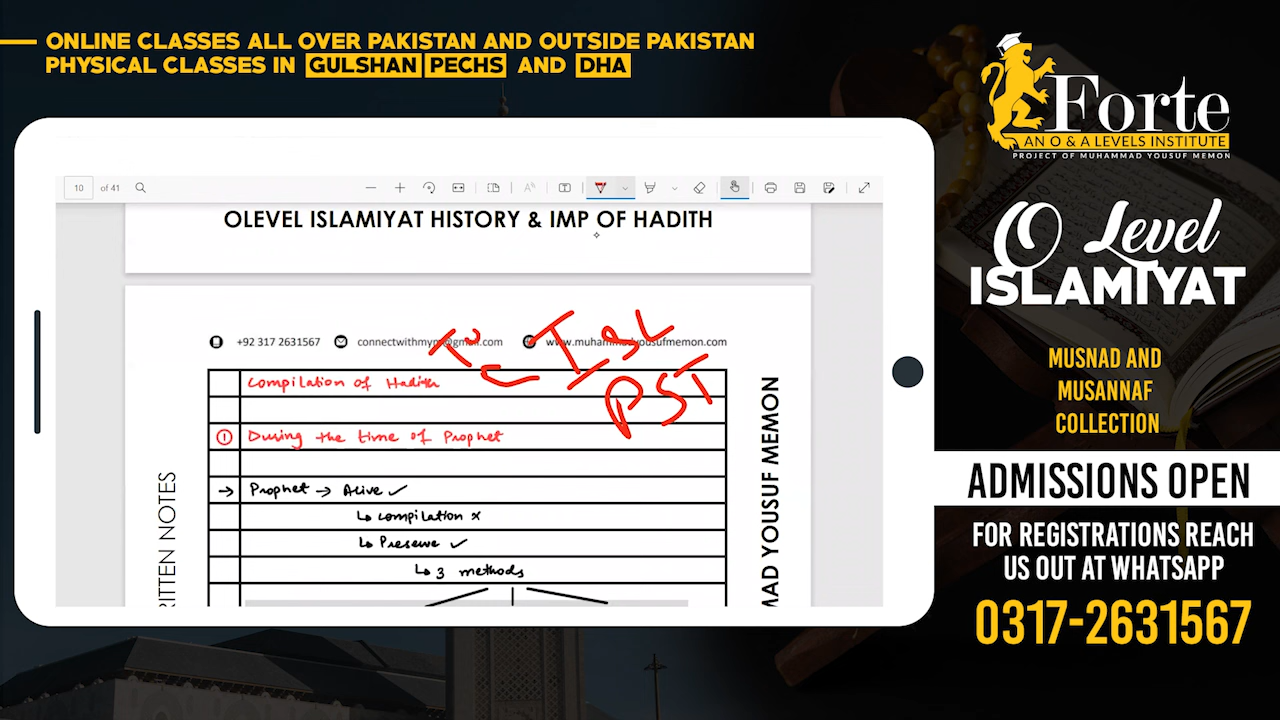 ONLINE CLASSES ALL OVER PAKISTAN AND OUTSIDE PAKISTAN
PHYSICAL CLASSES IN GULSHAN PECHS AND DHA
Forte
AN O & A LEVELS INSTITUTE
PROJECT OF MUHAMMAD YOUSUF MEMON
O Level
ISLAMIYAT
MUSNAD AND
MUSANNAF
COLLECTION
ADMISSIONS OPEN
FOR REGISTRATIONS REACH
US OUT AT WHATSAPP
0317-2631567
10 of 41
OLEVEL ISLAMIYAT HISTORY & IMP OF HADITH
+92 317 2631567
www.muhammadyousufmemon.com
Isl
PST
Compilation of Hadith
① During the time of Prophet
→ Prophet → Alive ✓
↳ compilation x
↳ Preserve ✓
↳ 3 methods
RITTEN NOTES
MAD YOUSUF MEMON